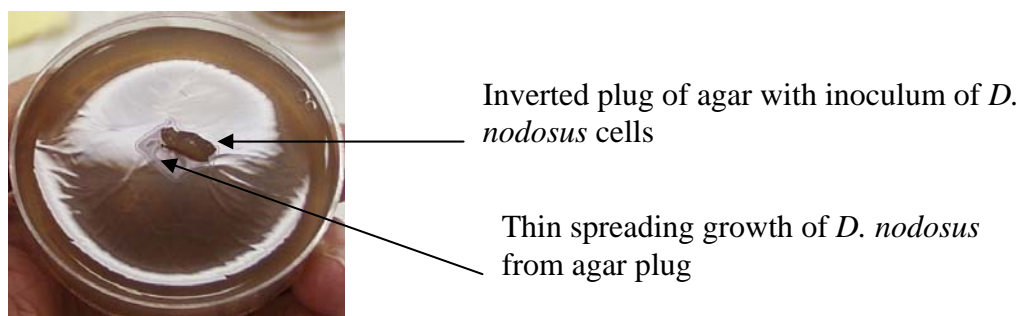 Inverted plug of agar with inoculum of D.
nodosus cells
Thin spreading growth of D. nodosus
from agar plug